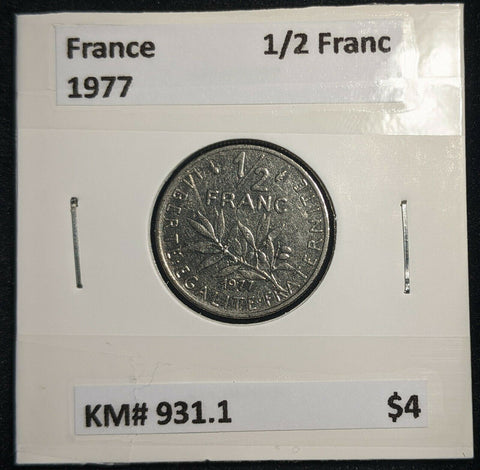 France 1/2 Franc
1977
1/2
FRANC
LIBERTE·EGALITE·FRATERNITE
1977
KM# 931.1 $4